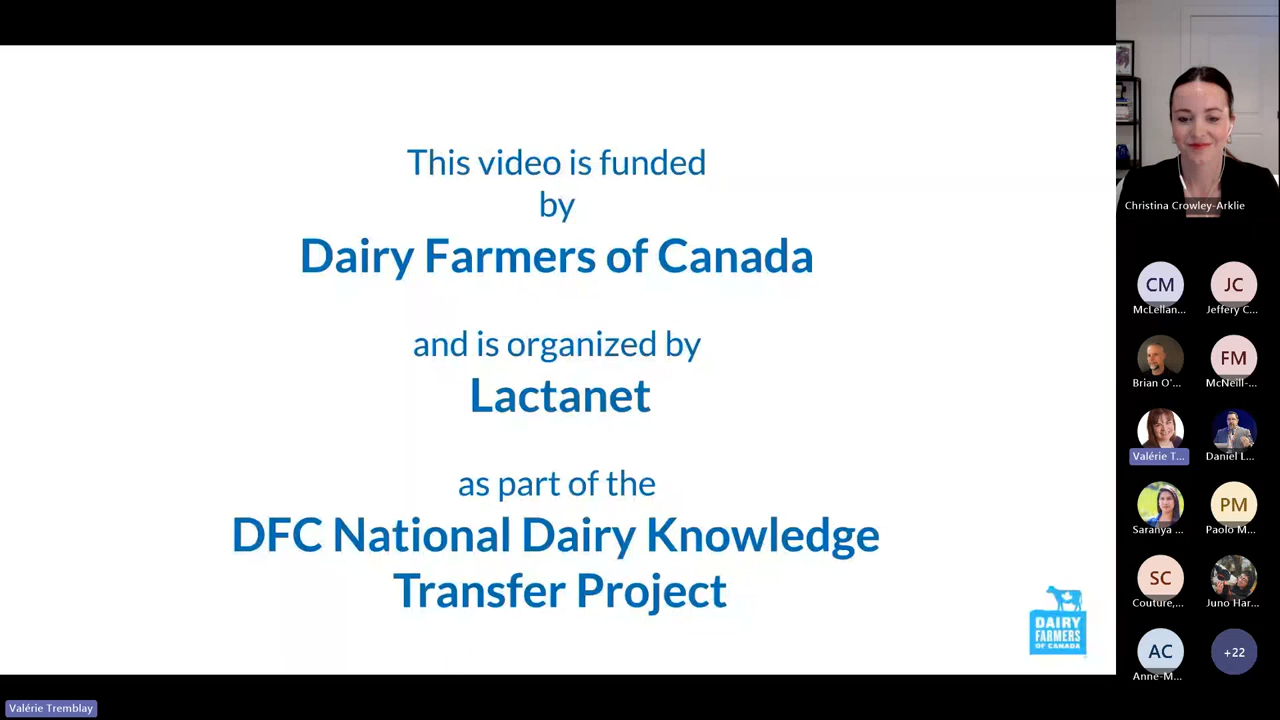 This video is funded
by
Dairy Farmers of Canada
and is organized by
Lactanet
as part of the
DFC National Dairy Knowledge
Transfer Project
DAIRY
FARMERS
OF CANADA
Christina Crowley-Arklie
CM
JC
McLellan...
Jeffery C...
FM
Brian O'...
McNeill-...
Valérie T...
Daniel L...
PM
Saranya ...
Paolo M...
SC
Couture,...
Juno Har...
AC
+22
Anne-M...
Valérie Tremblay